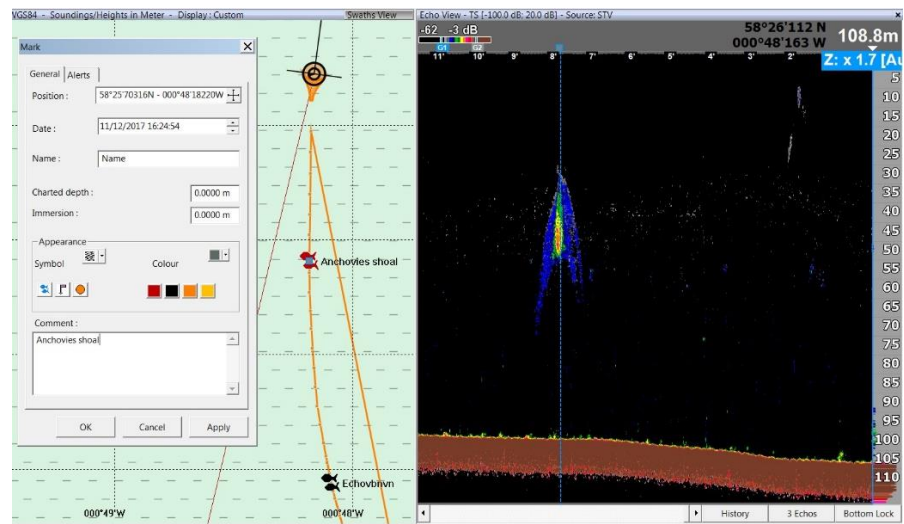 WGS84 - Soundings/Heights in Meter - Display : Custom
Swaths View
Mark
General
Alerts
Position :
58°25'70316N - 000°48'18220W
Date :
11/12/2017 16:24:54
Name :
Name
Charted depth :
0.0000 m
Immersion :
0.0000 m
Appearance
Symbol
Colour
Comment :
Anchovies shoal
OK
Cancel
Apply
Anchovies shoal
000°49'W
000°48'W
Echo View - TS [-100.0 dB: 20.0 dB] - Source: STV
-62 -3 dB
G1
G2
58°26'112 N
000°48'163 W
108.8m
Z: x 1.7 [Au
11' 10' 9' 8' 7' 6' 5' 4' 3' 2'
5
10
15
20
25
30
35
40
45
50
55
60
65
70
75
80
85
90
95
100
105
110
History
3 Echos
Bottom Lock